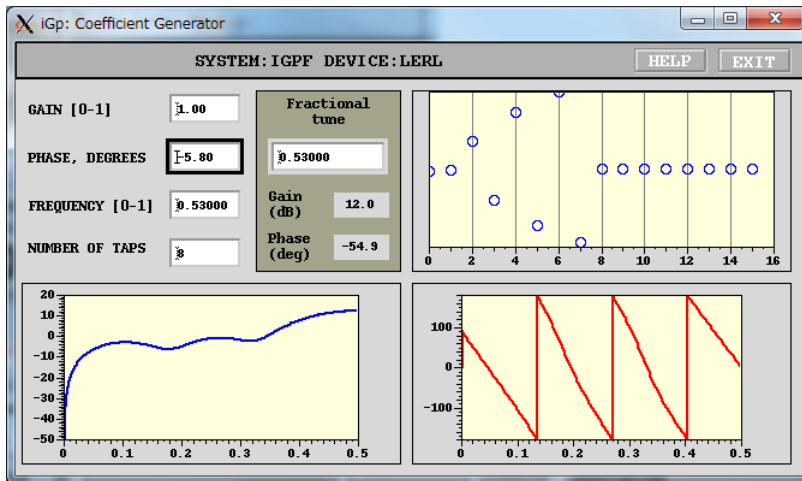 iGp: Coefficient Generator
SYSTEM:IGPF DEVICE:LERL
HELP
EXIT
GAIN [0-1]
1.00
PHASE, DEGREES
-5.80
FREQUENCY [0-1]
0.53000
NUMBER OF TAPS
8
Fractional
tune
0.53000
Gain
(dB)
12.0
Phase
(deg)
-54.9
0 2 4 6 8 10 12 14 16
20
10
0
-10
-20
-30
-40
-50
0 0.1 0.2 0.3 0.4 0.5
100
0
-100
0 0.1 0.2 0.3 0.4 0.5